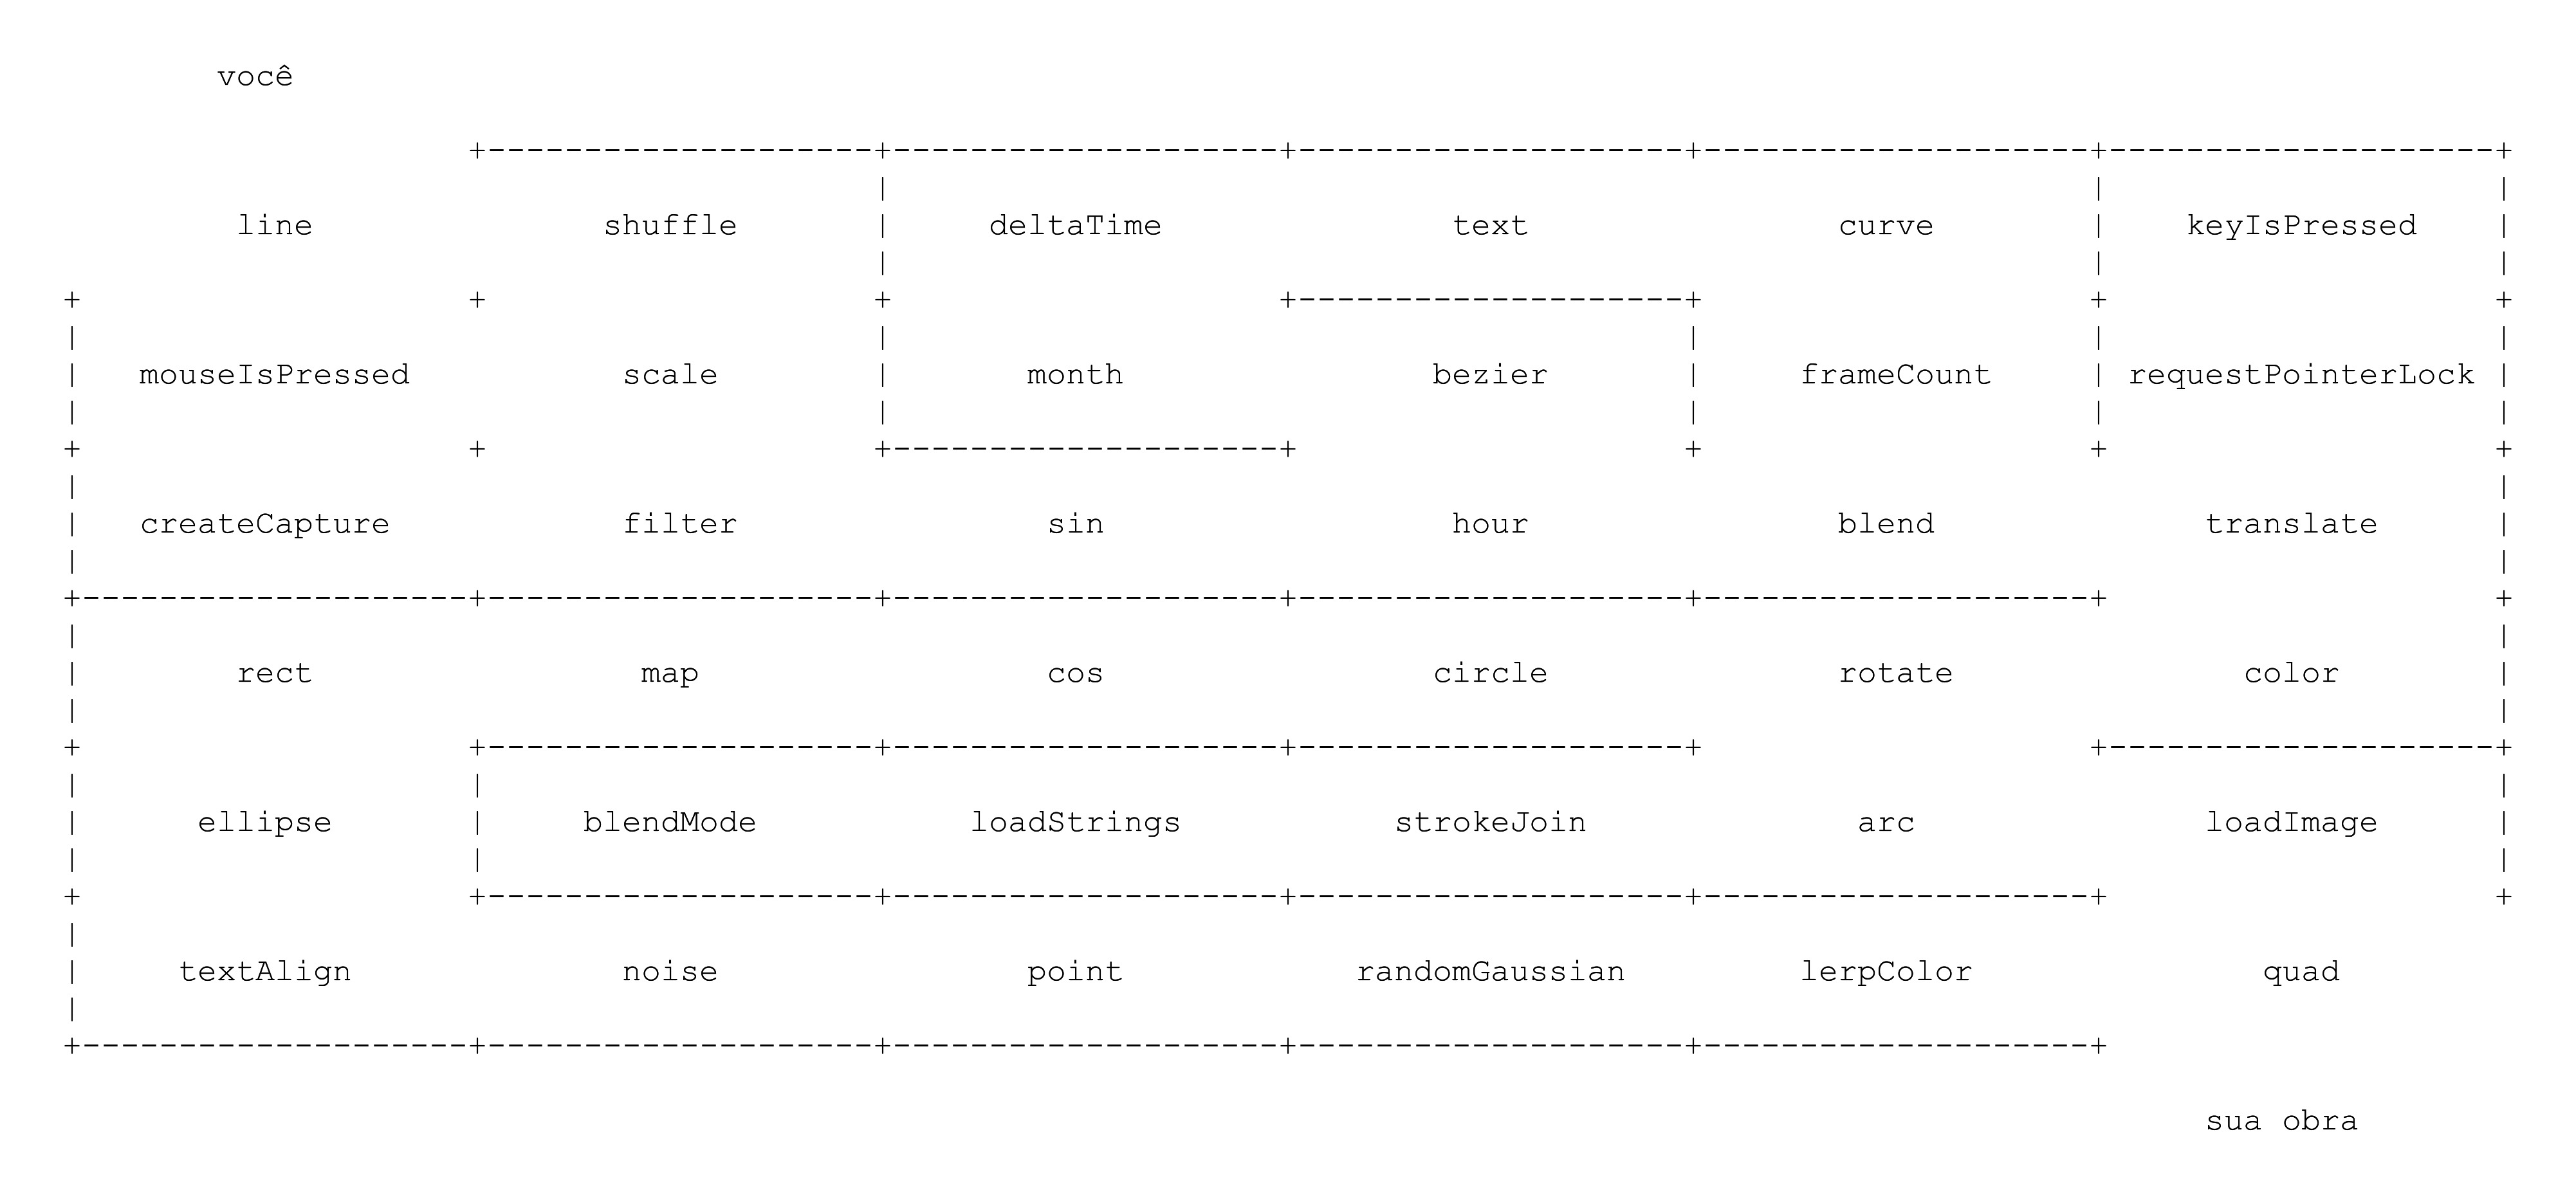 você
line shuffle deltaTime text curve keyIsPressed
mouseIsPressed scale month bezier frameCount requestPointerLock
createCapture filter sin hour blend translate
rect map cos circle rotate color
ellipse blendMode loadStrings strokeJoin arc loadImage
textAlign noise point randomGaussian lerpColor quad
sua obra